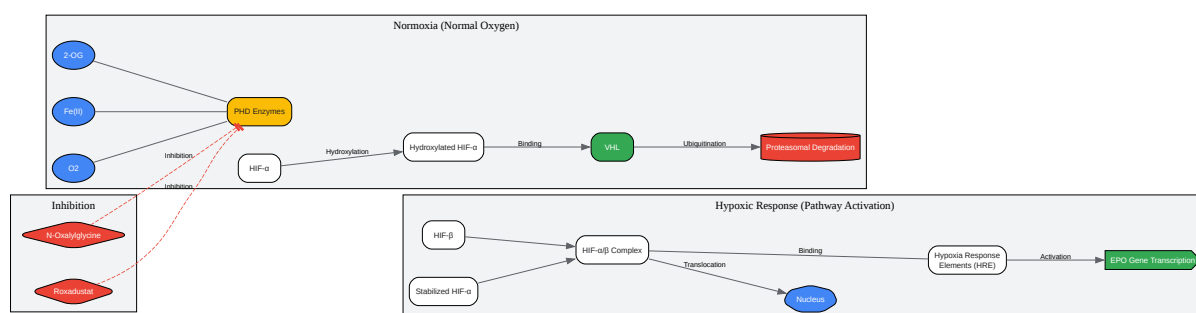 Normoxia (Normal Oxygen)
2-OG
Fe(II)
O2
PHD Enzymes
Inhibition
Inhibition
HIF-α
Hydroxylation
Hydroxylated HIF-α
Binding
VHL
Ubiquitination
Proteasomal Degradation
Inhibition
N-Oxalylglycine
Roxadustat
Hypoxic Response (Pathway Activation)
HIF-β
Stabilized HIF-α
HIF-α/β Complex
Translocation
Nucleus
Binding
Hypoxia Response
Elements (HRE)
Activation
EPO Gene Transcription